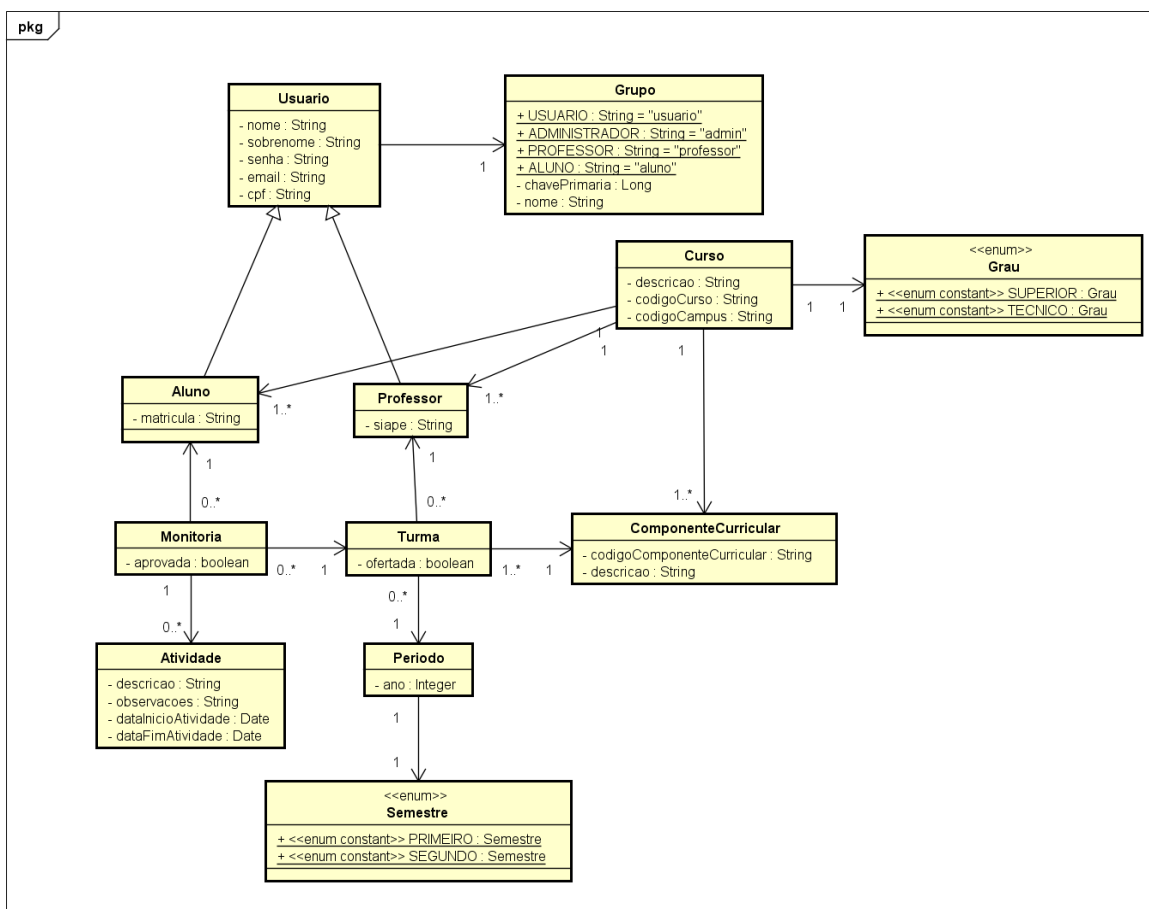 pkg
Usuario
- nome : String
- sobrenome : String
- senha : String
- email : String
- cpf : String
1
Grupo
+ USUARIO : String = "usuario"
+ ADMINISTRADOR : String = "admin"
+ PROFESSOR : String = "professor"
+ ALUNO : String = "aluno"
- chavePrimaria : Long
- nome : String
Curso
- descricao : String
- codigoCurso : String
- codigoCampus : String
1
1
<<enum>>
Grau
+ <<enum constant>> SUPERIOR : Grau
+ <<enum constant>> TECNICO : Grau
1
1
1
Aluno
- matricula : String
1..*
Professor
- siape : String
1..*
1
0..*
1
0..*
1..*
Monitoria
- aprovada : boolean
0..*
1
Turma
- ofertada : boolean
1..*
1
ComponenteCurricular
- codigoComponenteCurricular : String
- descricao : String
1
0..*
0..*
1
Atividade
- descricao : String
- observacoes : String
- dataInicioAtividade : Date
- dataFimAtividade : Date
Periodo
- ano : Integer
1
1
<<enum>>
Semestre
+ <<enum constant>> PRIMEIRO : Semestre
+ <<enum constant>> SEGUNDO : Semestre